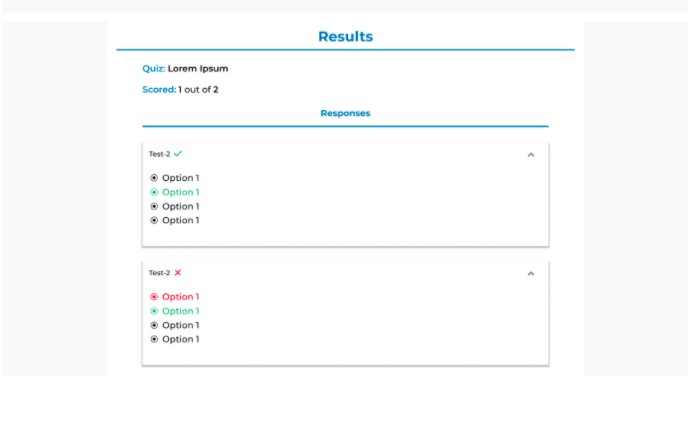 Results
Quiz: Lorem Ipsum
Scored: 1 out of 2
Responses
Test-2
Option 1
Option 1
Option 1
Option 1
Test-2
Option 1
Option 1
Option 1
Option 1